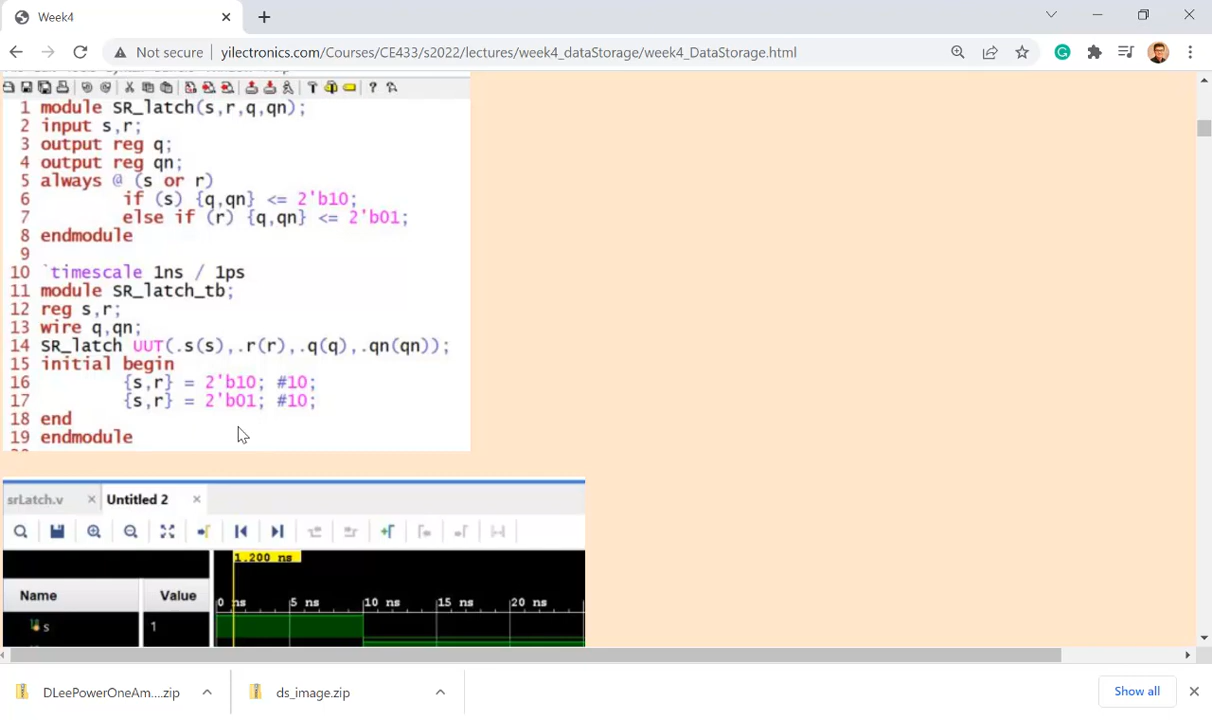 Week4
Not secure yilectronics.com/Courses/CE433/s2022/lectures/week4_dataStorage/week4_DataStorage.html
1 module SR_latch(s,r,q,qn);
2 input s,r;
3 output reg q;
4 output reg qn;
5 always @ (s or r)
6 if (s) {q,qn} <= 2'b10;
7 else if (r) {q,qn} <= 2'b01;
8 endmodule
9
10 `timescale 1ns / 1ps
11 module SR_latch_tb;
12 reg s,r;
13 wire q,qn;
14 SR_latch UUT(.s(s),.r(r),.q(q),.qn(qn));
15 initial begin
16 {s,r} = 2'b10; #10;
17 {s,r} = 2'b01; #10;
18 end
19 endmodule
srLatch.v Untitled 2
1.200 ns
Name Value 0 ns 5 ns 10 ns 15 ns 20 ns
s 1
DLeePowerOneAm....zip ds_image.zip Show all